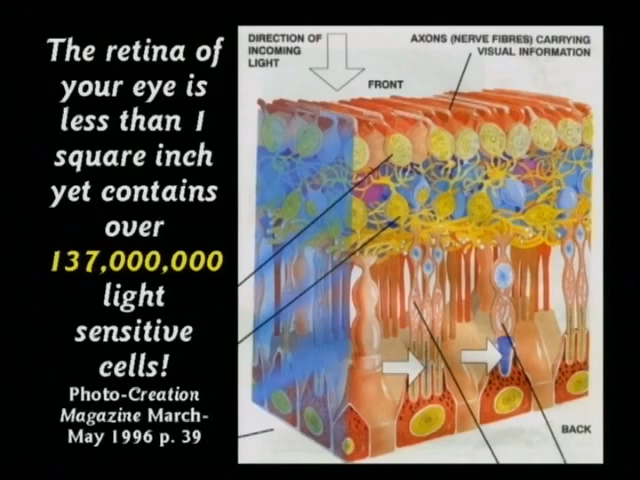 The retina of
your eye is
less than 1
square inch
yet contains
over
137,000,000
light
sensitive
cells!
Photo-Creation
Magazine March-
May 1996 p. 39
DIRECTION OF
INCOMING
LIGHT
FRONT
AXONS (NERVE FIBRES) CARRYING
VISUAL INFORMATION
BACK